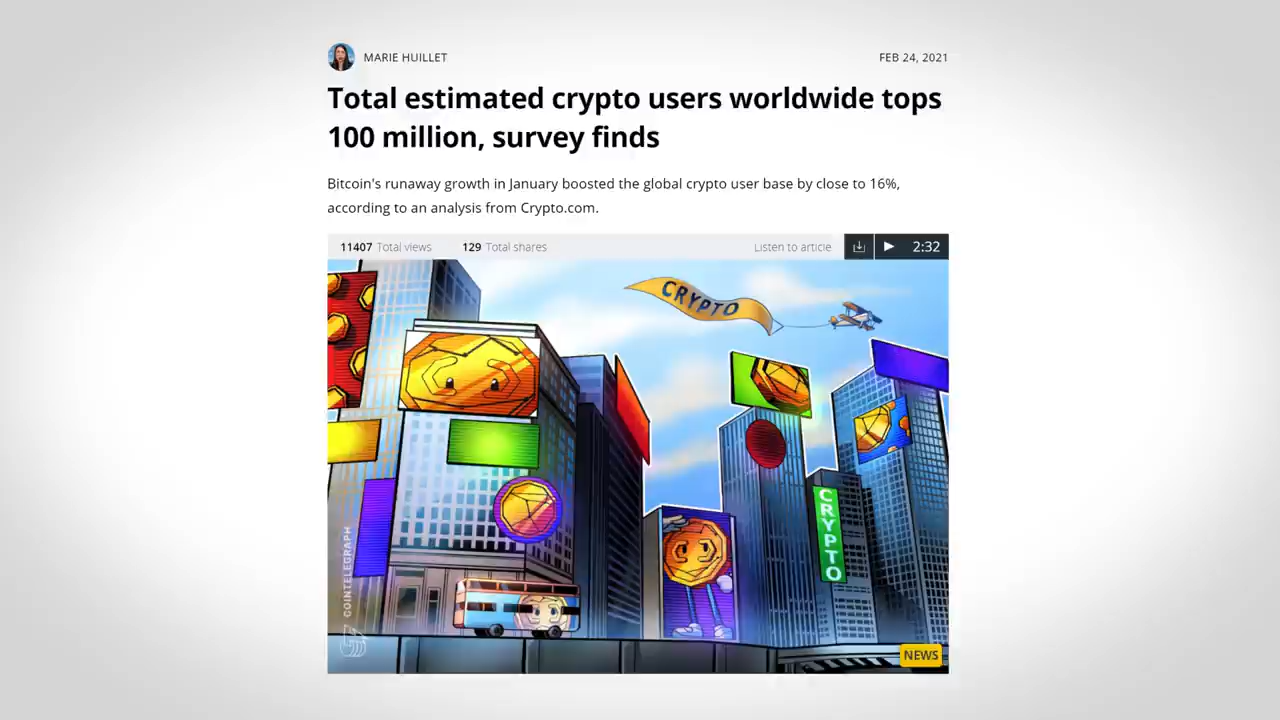 MARIE HUILLET
FEB 24, 2021
Total estimated crypto users worldwide tops
100 million, survey finds
Bitcoin's runaway growth in January boosted the global crypto user base by close to 16%,
according to an analysis from Crypto.com.
11407 Total views
129 Total shares
Listen to article
2:32
CRYPTO
CRYPTO
COINTELEGRAPH
NEWS